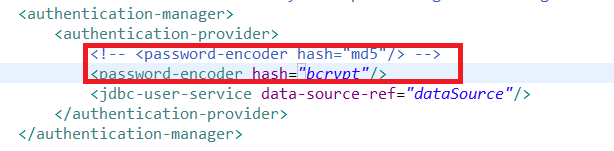 <authentication-manager>
<authentication-provider>
<!-- <password-encoder hash="md5"/> -->
<password-encoder hash="bcrypt"/>
<jdbc-user-service data-source-ref="dataSource"/>
</authentication-provider>
</authentication-manager>